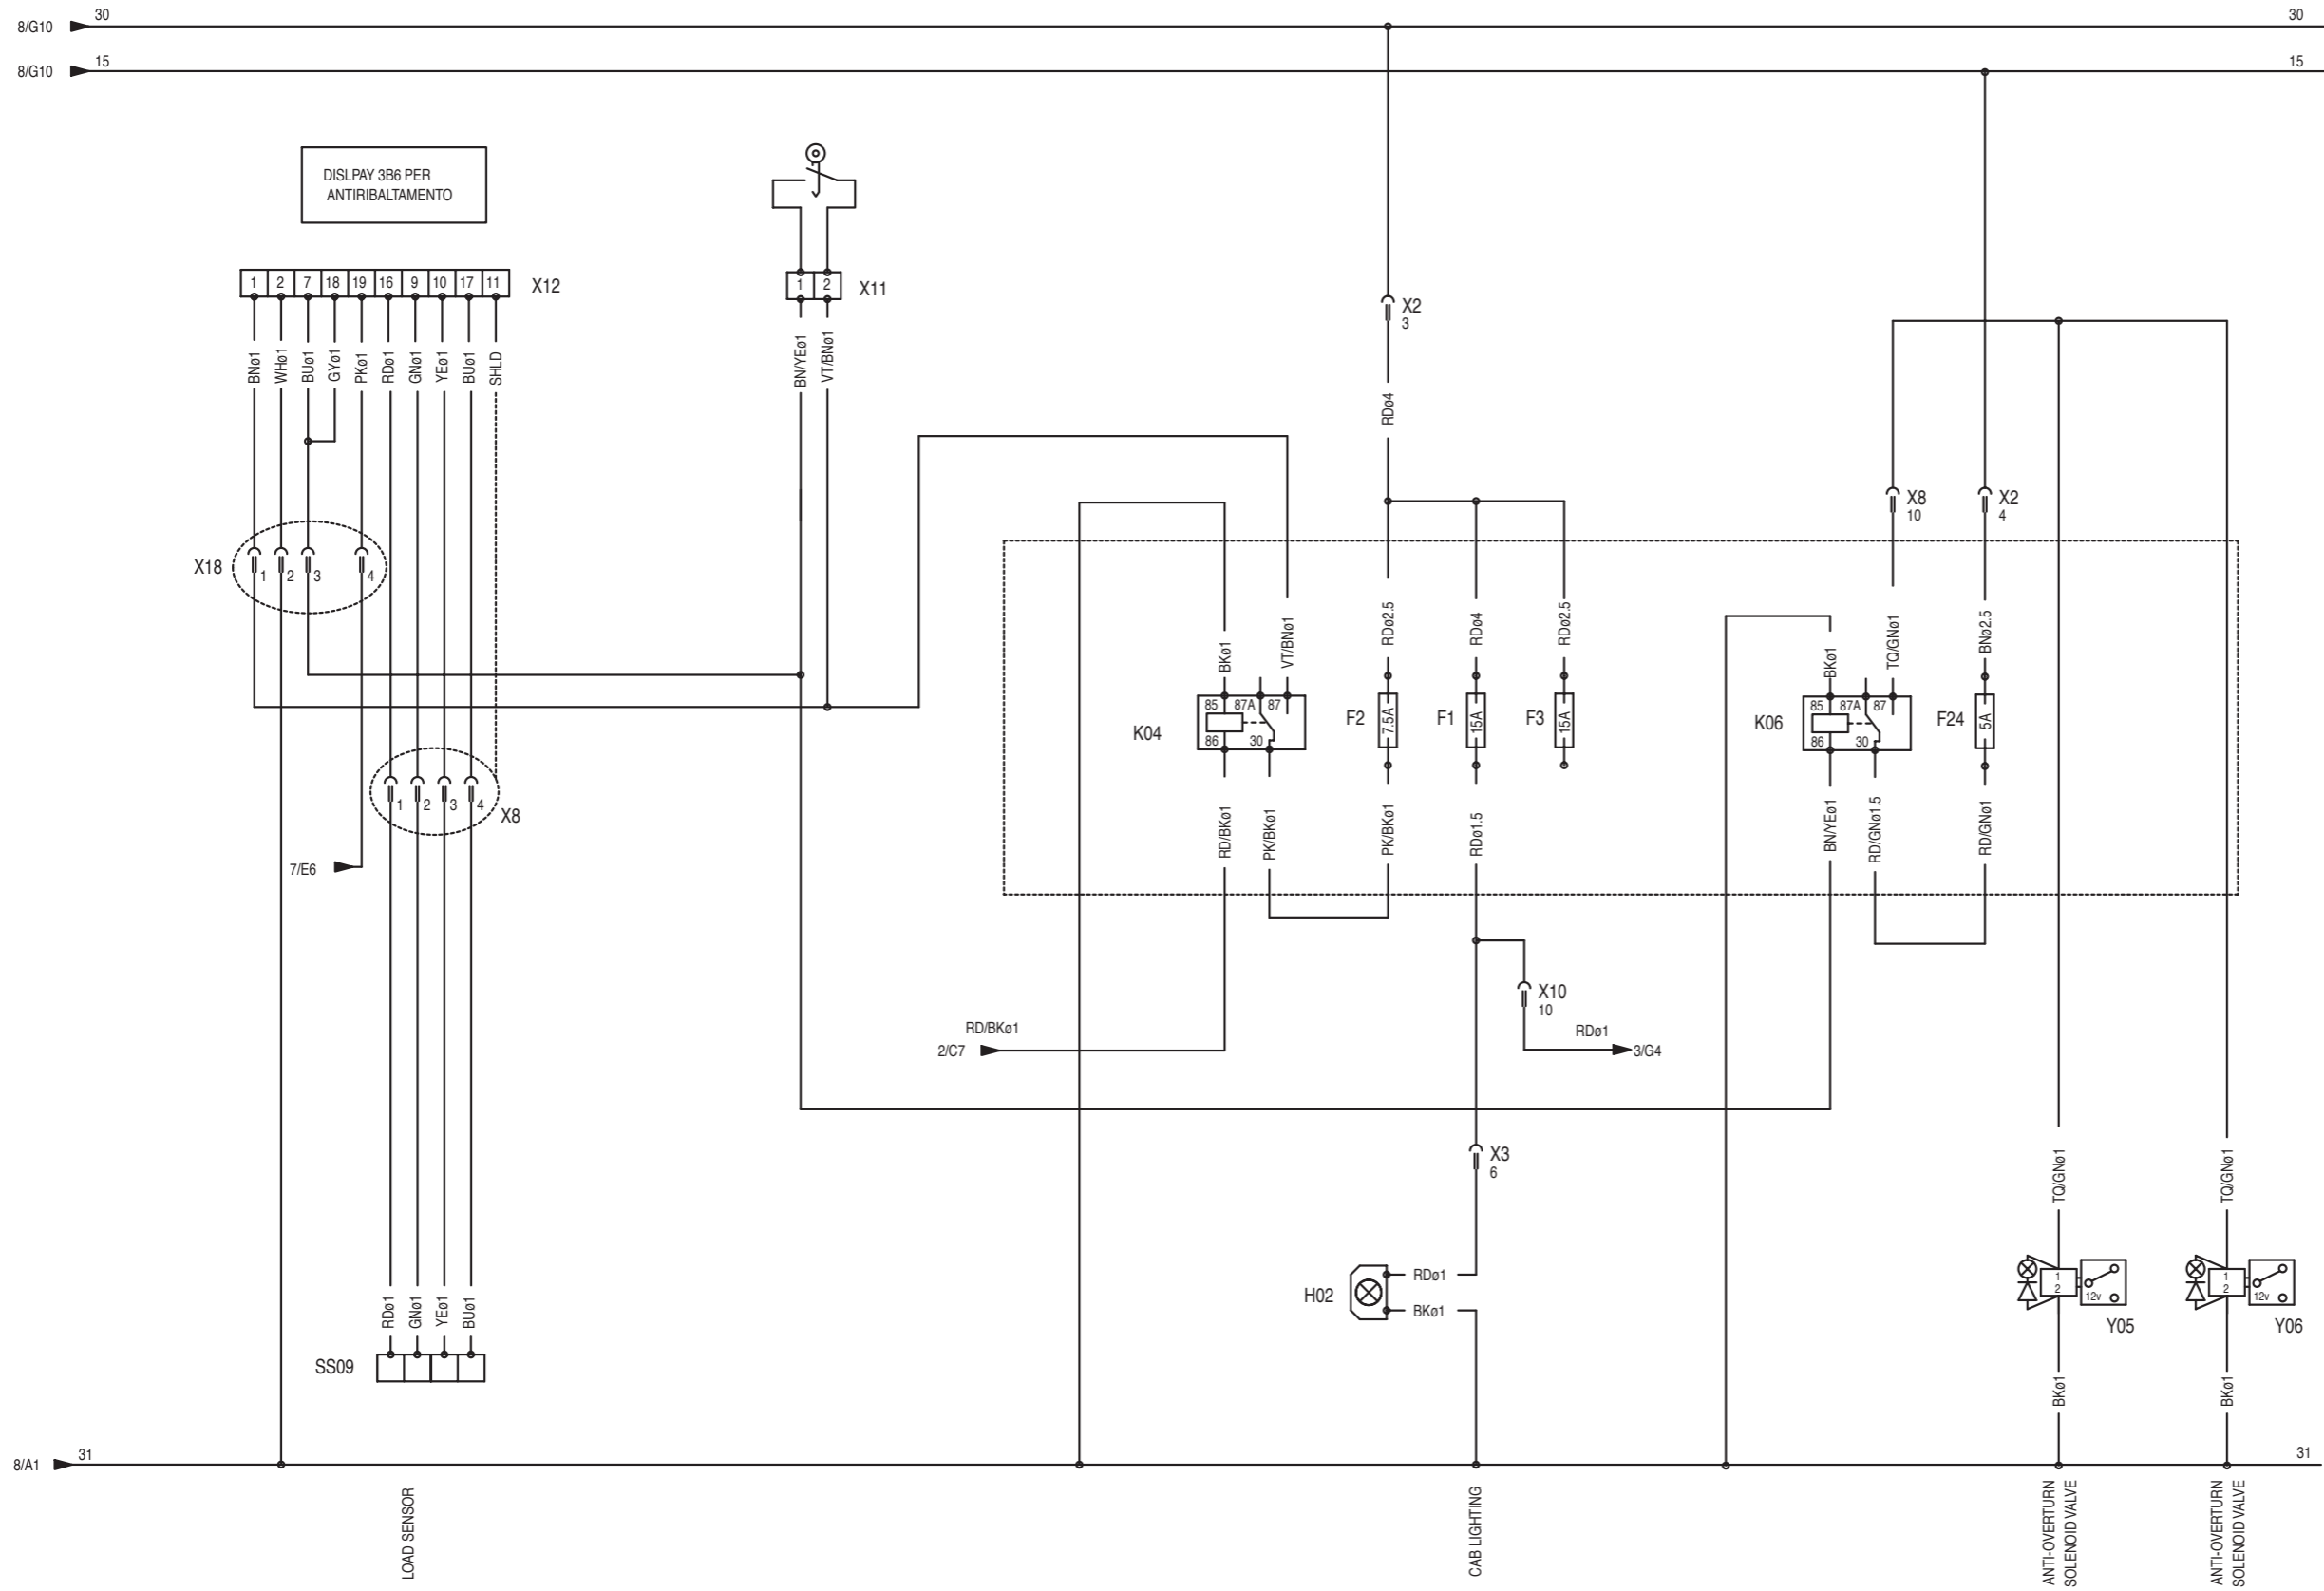 30
30
8/G10
15
15
8/G10
DISLPAY 3B6 PER
ANTIRIBALTAMENTO
1 2 7 18 19 16 9 10 17 11
X12
1 2
X11
X2
3
BNø1
WHø1
BUø1
GYø1
PKø1
RDø1
GNø1
YEø1
BUø1
SHLD
BN/YEø1
VT/BNø1
RDø4
X8
10
X2
4
X18
1 2 3 4
BKø1
VT/BNø1
RDø2.5
RDø4
RDø2.5
BKø1
TQ/GNø1
BNø2.5
K04
85 87A 87
86 30
F2
7.5A
F1
15A
F3
15A
K06
85 87A 87
86 30
F24
5A
1 2 3 4
X8
7/E6
RD/BKø1
PK/BKø1
PK/BKø1
RDø1.5
BN/YEø1
RD/GNø1.5
RD/GNø1
X10
10
RD/BKø1
2/C7
RDø1
3/G4
X3
6
TQ/GNø1
TQ/GNø1
RDø1
GNø1
YEø1
BUø1
H02
RDø1
BKø1
1
2
12v
Y05
1
2
12v
Y06
SS09
BKø1
BKø1
31
31
8/A1
LOAD SENSOR
CAB LIGHTING
ANTI-OVERTURN
SOLENOID VALVE
ANTI-OVERTURN
SOLENOID VALVE